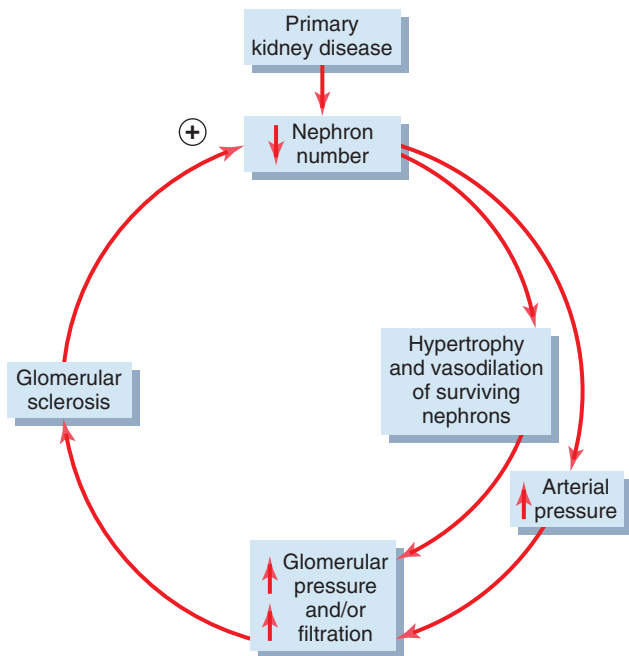 Primary
kidney disease
+
Nephron
number
Hypertrophy
and vasodilation
of surviving
nephrons
Glomerular
sclerosis
Arterial
pressure
Glomerular
pressure
and/or
filtration